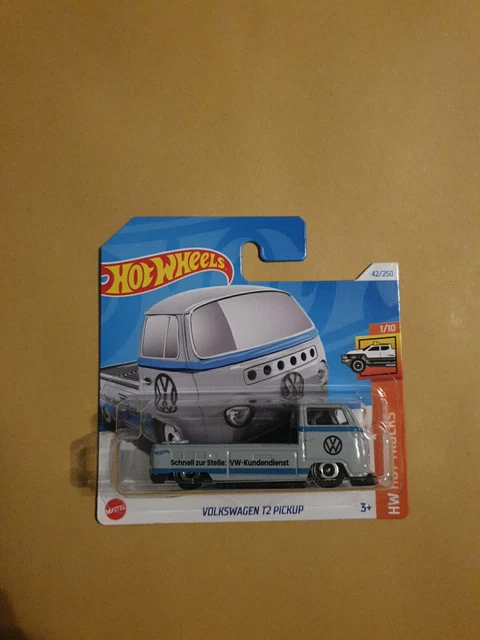 HOT WHEELS
42/250
1/10
HW HOT TRUCKS
Schnell zur Stelle: VW-Kundendienst
MATTEL
VOLKSWAGEN T2 PICKUP
3+